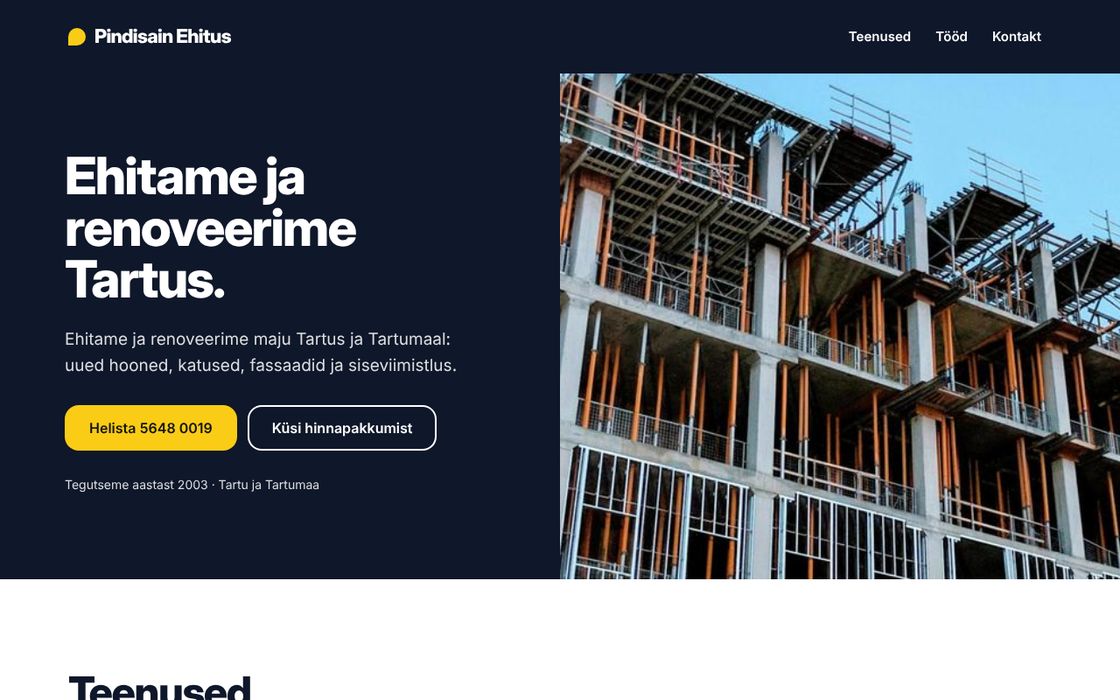 Pindisain Ehitus
Teenused Tööd Kontakt
Ehitame ja
renoveerime
Tartus.
Ehitame ja renoveerime maju Tartus ja Tartumaal:
uued hooned, katused, fassaadid ja siseviimistlus.
Helista 5648 0019
Küsi hinnapakkumist
Tegutseme aastast 2003 · Tartu ja Tartumaa
Teenused